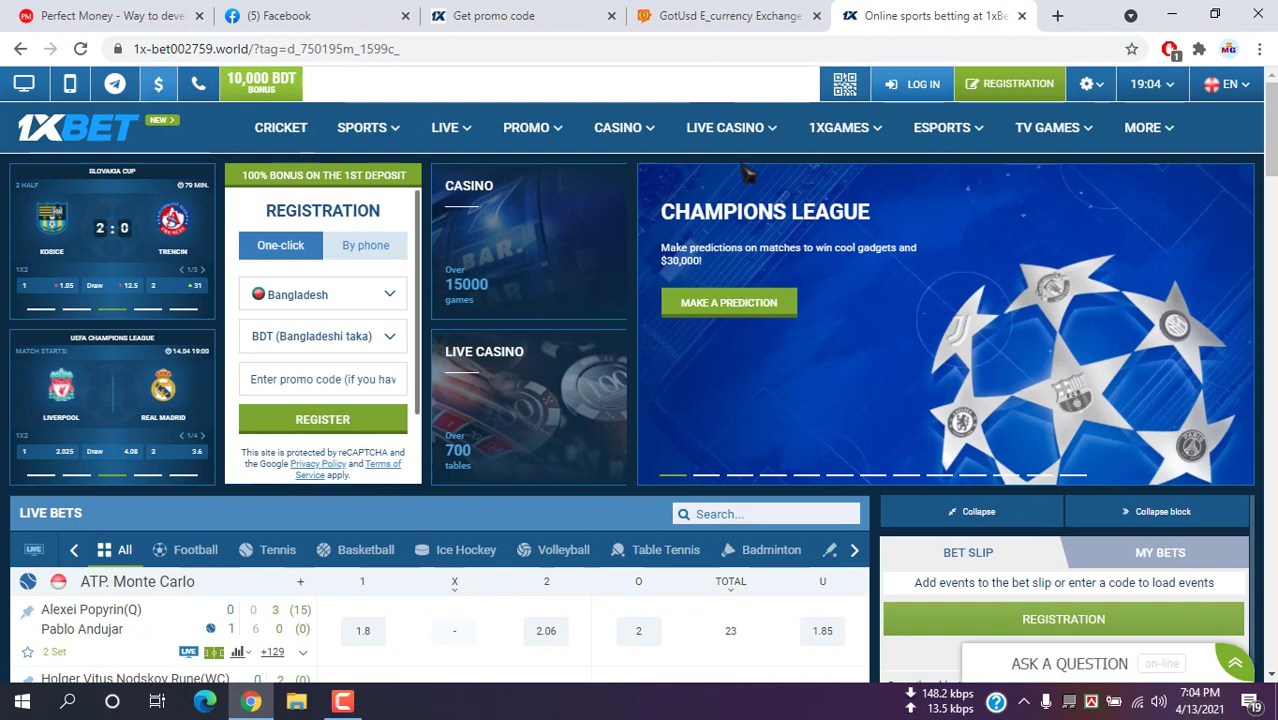 Perfect Money - Way to deve
(5) Facebook
Get promo code
GotUsd E_currency Exchange
Online sports betting at 1xBe
1x-bet002759.world/?tag=d_750195m_1599c_
10,000 BDT
BONUS
LOG IN
REGISTRATION
19:04
EN
1XBET
NEW >
CRICKET
SPORTS
LIVE
PROMO
CASINO
LIVE CASINO
1XGAMES
ESPORTS
TV GAMES
MORE
SLOVAKIA CUP
2 HALF
79 MIN.
2 : 0
KOSICE
TRENCIN
1X2
1/3
1 1.05 Draw 12.5 2 31
UEFA CHAMPIONS LEAGUE
MATCH STARTS:
14.04 19:00
LIVERPOOL
REAL MADRID
1X2
1/4
1 2.025 Draw 4.08 2 3.6
100% BONUS ON THE 1ST DEPOSIT
REGISTRATION
One-click
By phone
Bangladesh
BDT (Bangladeshi taka)
Enter promo code (if you hav
REGISTER
This site is protected by reCAPTCHA and
the Google Privacy Policy and Terms of
Service apply.
CASINO
Over
15000
games
LIVE CASINO
Over
700
tables
CHAMPIONS LEAGUE
Make predictions on matches to win cool gadgets and
$30,000!
MAKE A PREDICTION
LIVE BETS
Search...
LIVE
All
Football
Tennis
Basketball
Ice Hockey
Volleyball
Table Tennis
Badminton
ATP. Monte Carlo
+ 1 X 2 O TOTAL U
Alexei Popyrin(Q) 0 0 3 (15)
Pablo Andujar 1 6 0 (0)
1.8 - 2.06 2 23 1.85
2 Set
LIVE
+129
Holger Vitus Nodskov Rune(WC)
Collapse
Collapse block
BET SLIP
MY BETS
Add events to the bet slip or enter a code to load events
REGISTRATION
ASK A QUESTION
on-line
148.2 kbps
13.5 kbps
7:04 PM
4/13/2021
19